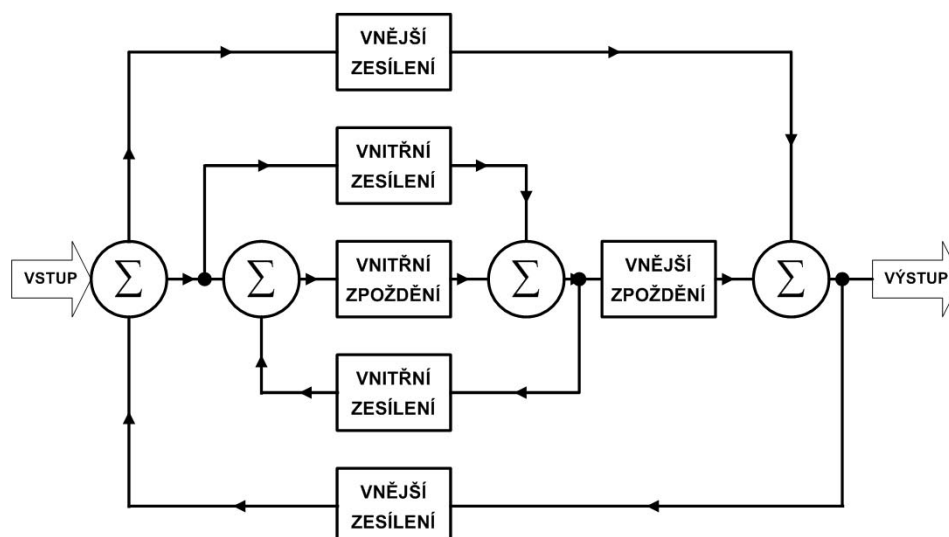 VNĚJŠÍ
ZESÍLENÍ
VNITŘNÍ
ZESÍLENÍ
VSTUP
Σ
Σ
VNITŘNÍ
ZPOŽDĚNÍ
Σ
VNĚJŠÍ
ZPOŽDĚNÍ
Σ
VÝSTUP
VNITŘNÍ
ZESÍLENÍ
VNĚJŠÍ
ZESÍLENÍ